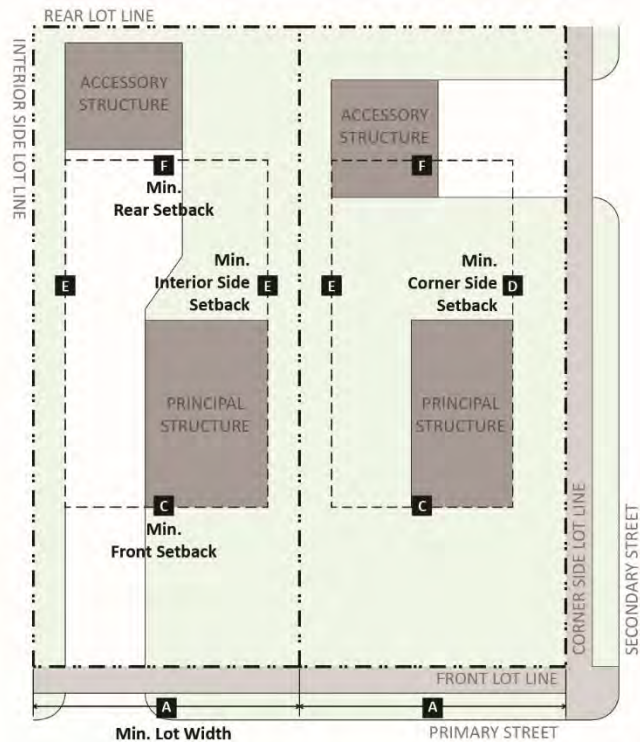 REAR LOT LINE
INTERIOR SIDE LOT LINE
ACCESSORY
STRUCTURE
ACCESSORY
STRUCTURE
F
Min.
Rear Setback
F
E
Min.
Interior Side
Setback
E
E
Min.
Corner Side
Setback
D
PRINCIPAL
STRUCTURE
PRINCIPAL
STRUCTURE
C
Min.
Front Setback
C
CORNER SIDE LOT LINE
SECONDARY STREET
FRONT LOT LINE
A
A
Min. Lot Width
PRIMARY STREET